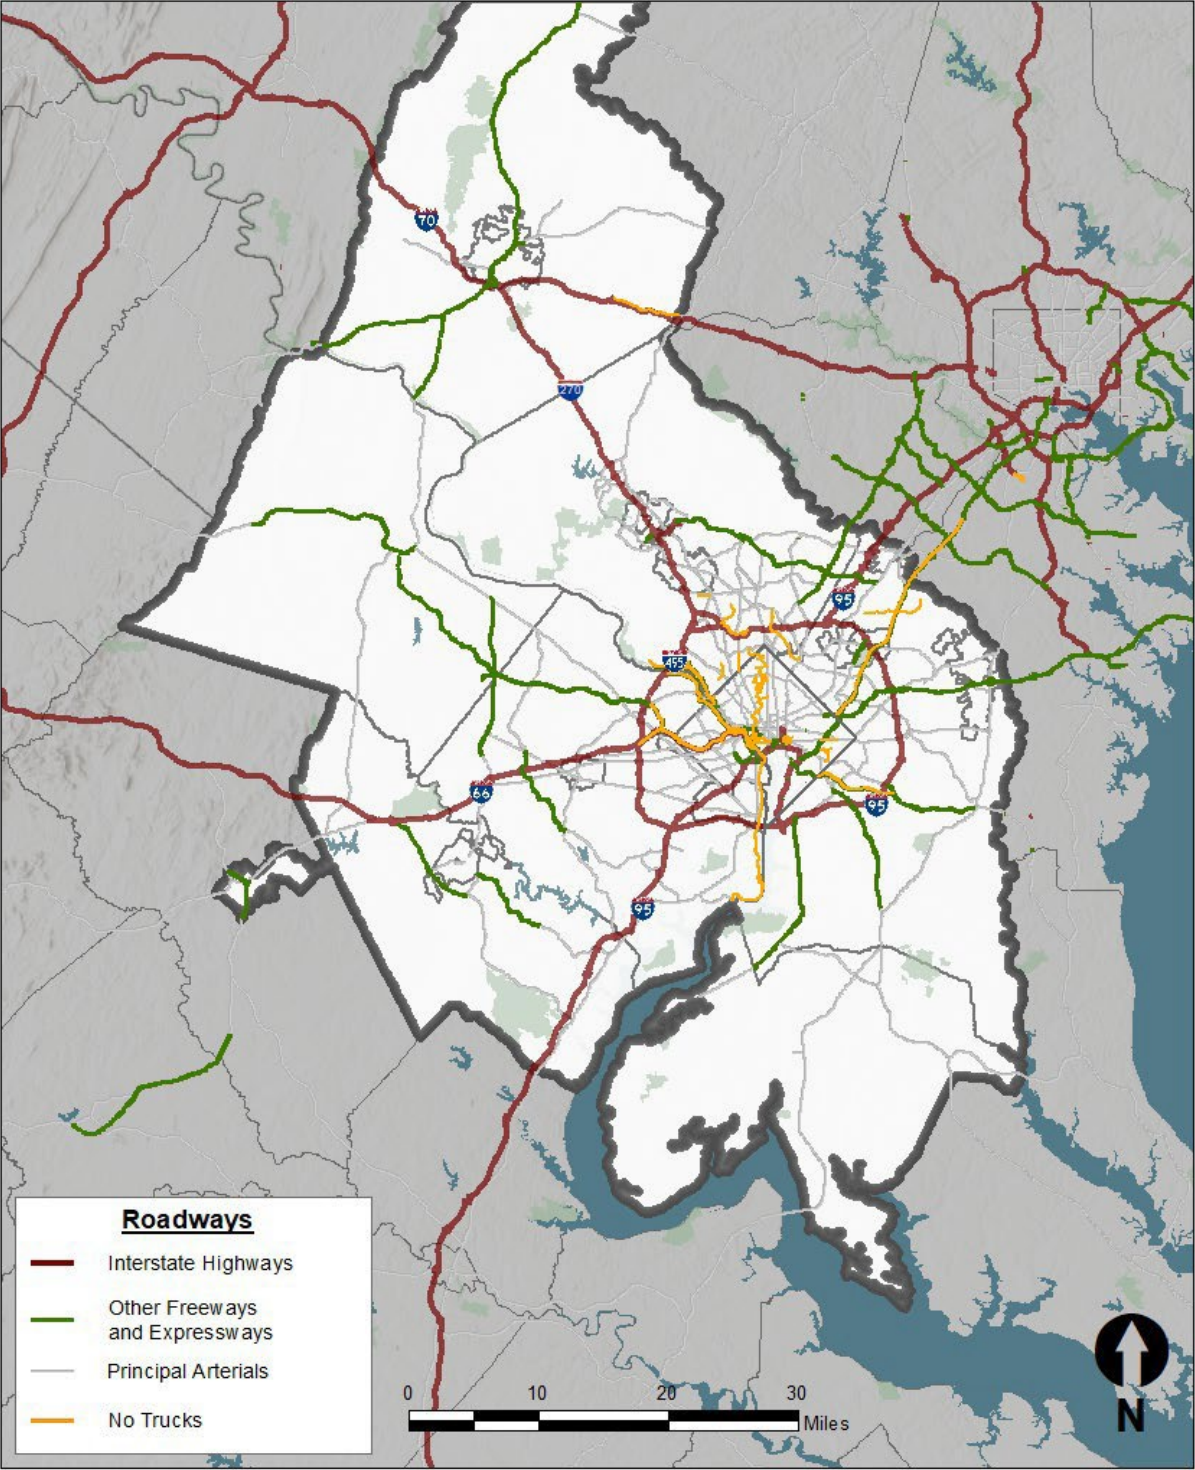 70
270
95
495
66
95
95
Roadways
Interstate Highways
Other Freeways
and Expressways
Principal Arterials
No Trucks
0 10 20 30
Miles
N